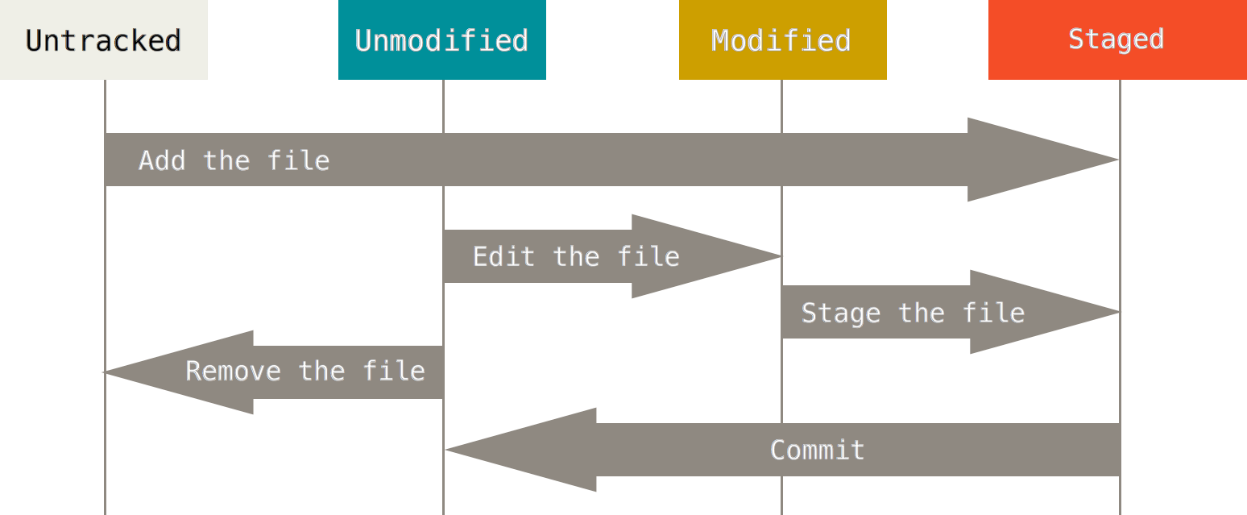 Untracked
Unmodified
Modified
Staged
Add the file
Edit the file
Stage the file
Remove the file
Commit